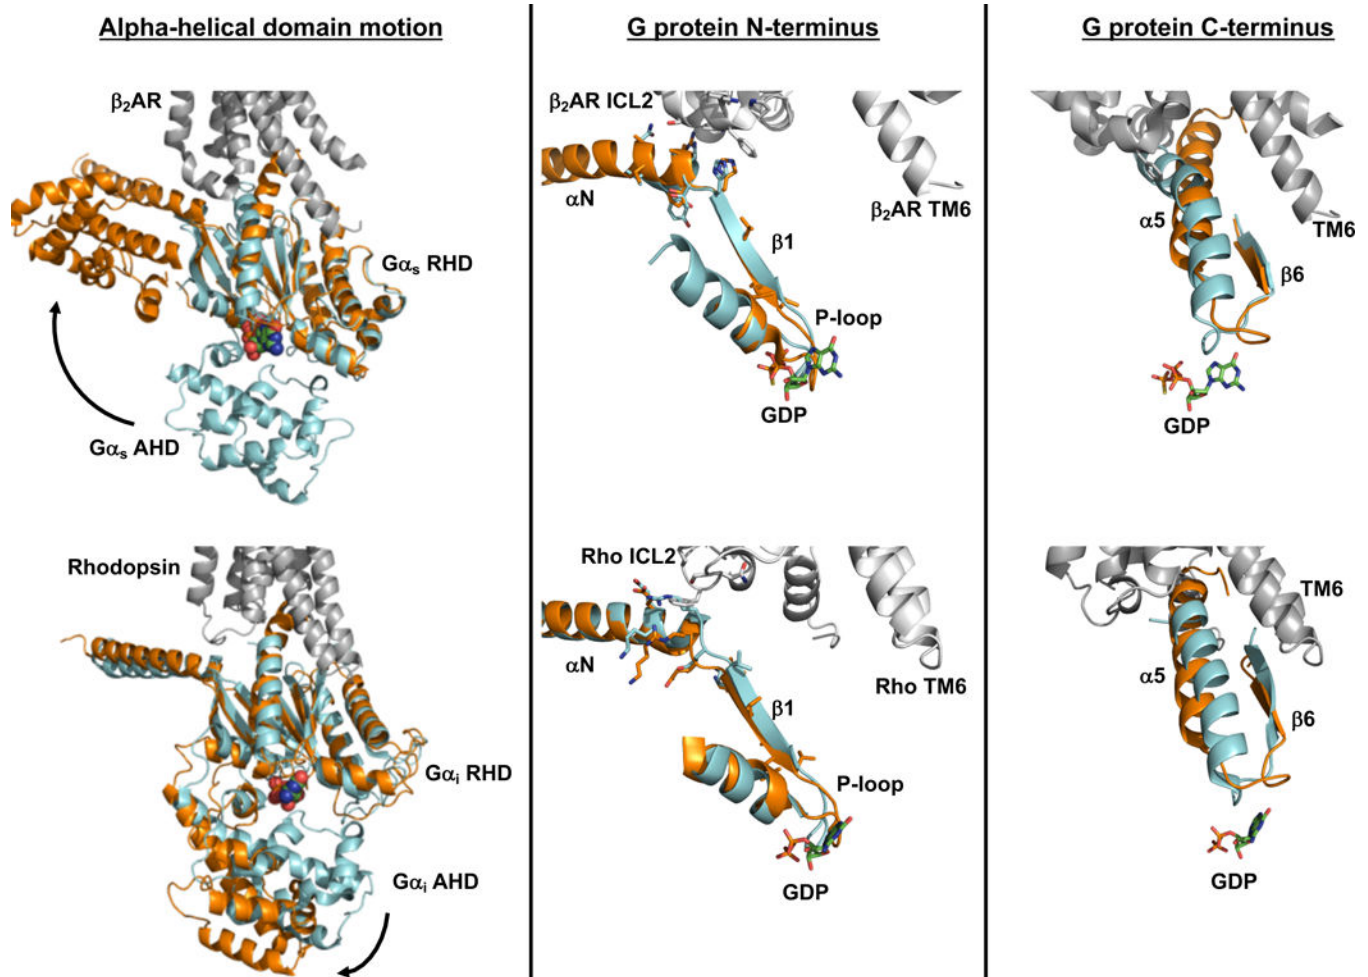 Alpha-helical domain motion
β₂AR
Gαₛ RHD
Gαₛ AHD
Rhodopsin
Gαᵢ RHD
Gαᵢ AHD
G protein N-terminus
β₂AR ICL2
αN
β₂AR TM6
β1
P-loop
GDP
Rho ICL2
αN
Rho TM6
β1
P-loop
GDP
G protein C-terminus
α5
TM6
β6
GDP
TM6
α5
β6
GDP